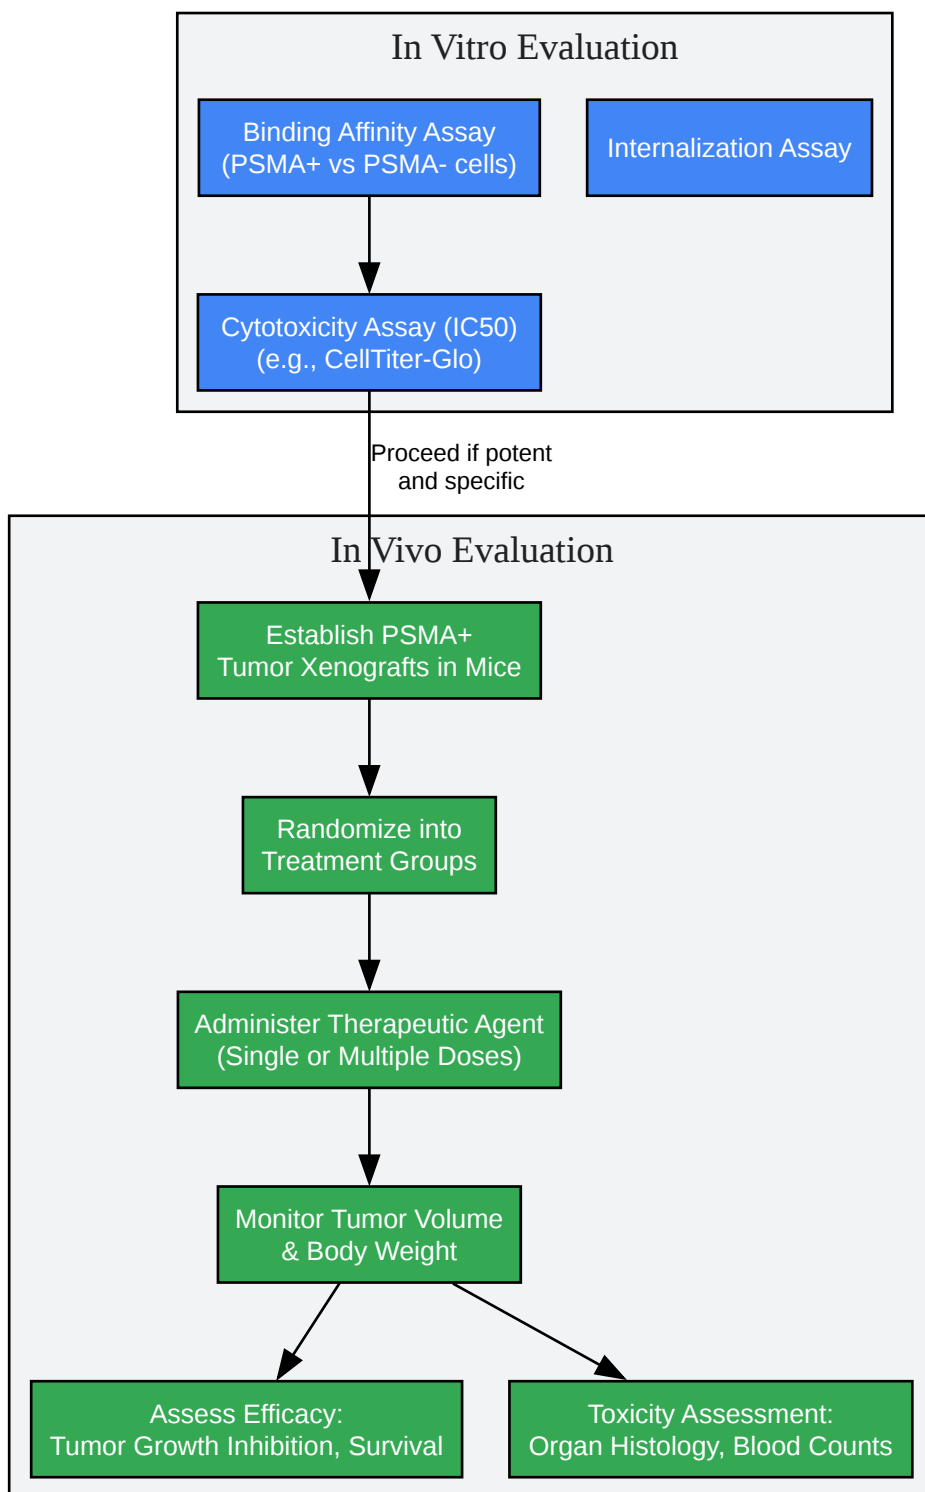 In Vitro Evaluation
Binding Affinity Assay
(PSMA+ vs PSMA- cells)
Internalization Assay
Cytotoxicity Assay (IC50)
(e.g., CellTiter-Glo)
Proceed if potent
and specific
In Vivo Evaluation
Establish PSMA+
Tumor Xenografts in Mice
Randomize into
Treatment Groups
Administer Therapeutic Agent
(Single or Multiple Doses)
Monitor Tumor Volume
& Body Weight
Assess Efficacy:
Tumor Growth Inhibition, Survival
Toxicity Assessment:
Organ Histology, Blood Counts